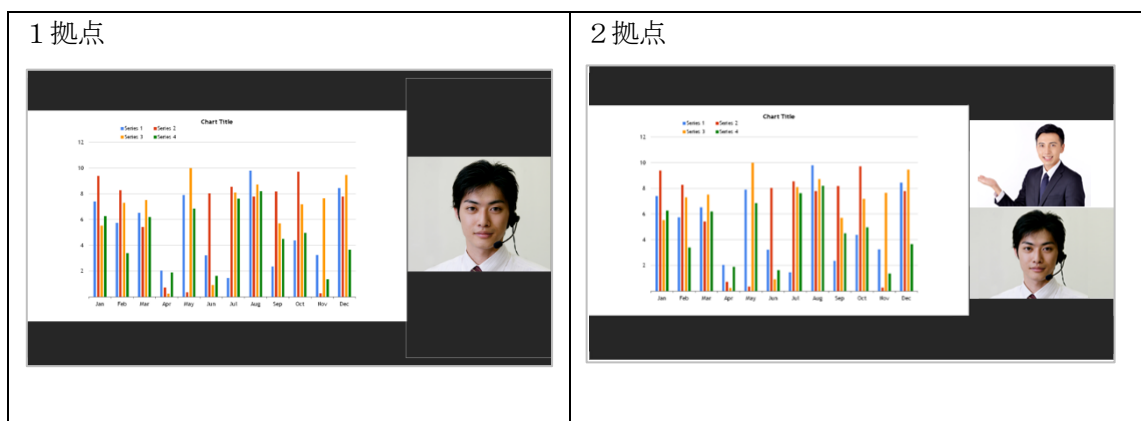 １拠点
Chart Title
Series 1 Series 2
Series 3 Series 4
12
10
8
6
4
2
Jan Feb Mar Apr May Jun Jul Aug Sep Oct Nov Dec
２拠点
Chart Title
Series 1 Series 2
Series 3 Series 4
12
10
8
6
4
2
Jan Feb Mar Apr May Jun Jul Aug Sep Oct Nov Dec